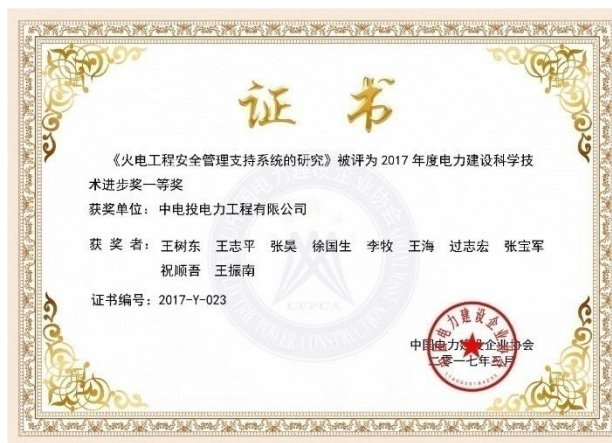 证 书
《火电工程安全管理支持系统的研究》被评为 2017 年度电力建设科学技
术进步奖一等奖
获奖单位：中电投电力工程有限公司
获 奖 者：王树东 王志平 张昊 徐国生 李牧 王海 过志宏 张宝军
祝顺吾 王振南
证书编号：2017-Y-023
CEPCA
中国电力建设企业协会
二零一七年三月